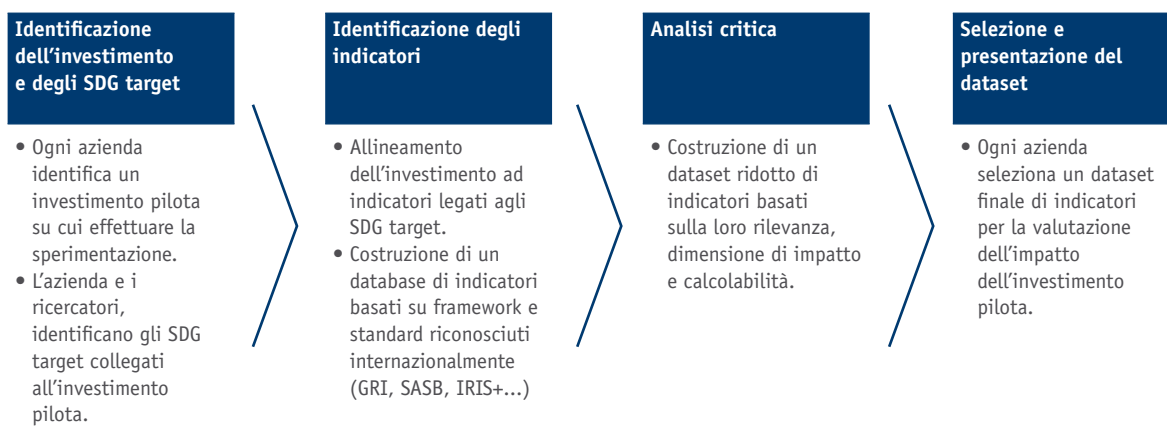 Identificazione
dell'investimento
e degli SDG target
• Ogni azienda
identifica un
investimento pilota
su cui effettuare la
sperimentazione.
• L'azienda e i
ricercatori,
identificano gli SDG
target collegati
all'investimento
pilota.
Identificazione degli
indicatori
• Allineamento
dell'investimento ad
indicatori legati agli
SDG target.
• Costruzione di un
database di indicatori
basati su framework e
standard riconosciuti
internazionalmente
(GRI, SASB, IRIS+...)
Analisi critica
• Costruzione di un
dataset ridotto di
indicatori basati
sulla loro rilevanza,
dimensione di impatto
e calcolabilità.
Selezione e
presentazione del
dataset
• Ogni azienda
seleziona un dataset
finale di indicatori
per la valutazione
dell'impatto
dell'investimento
pilota.